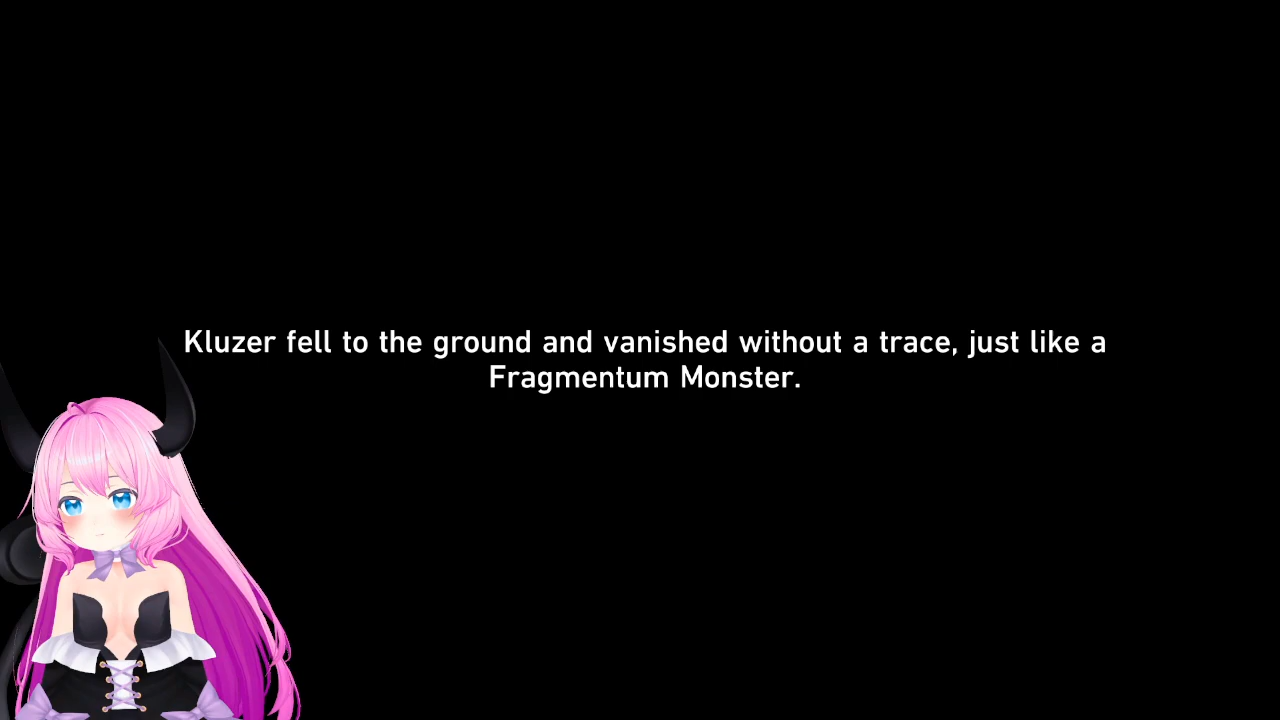 Kluzer fell to the ground and vanished without a trace, just like a
Fragmentum Monster.